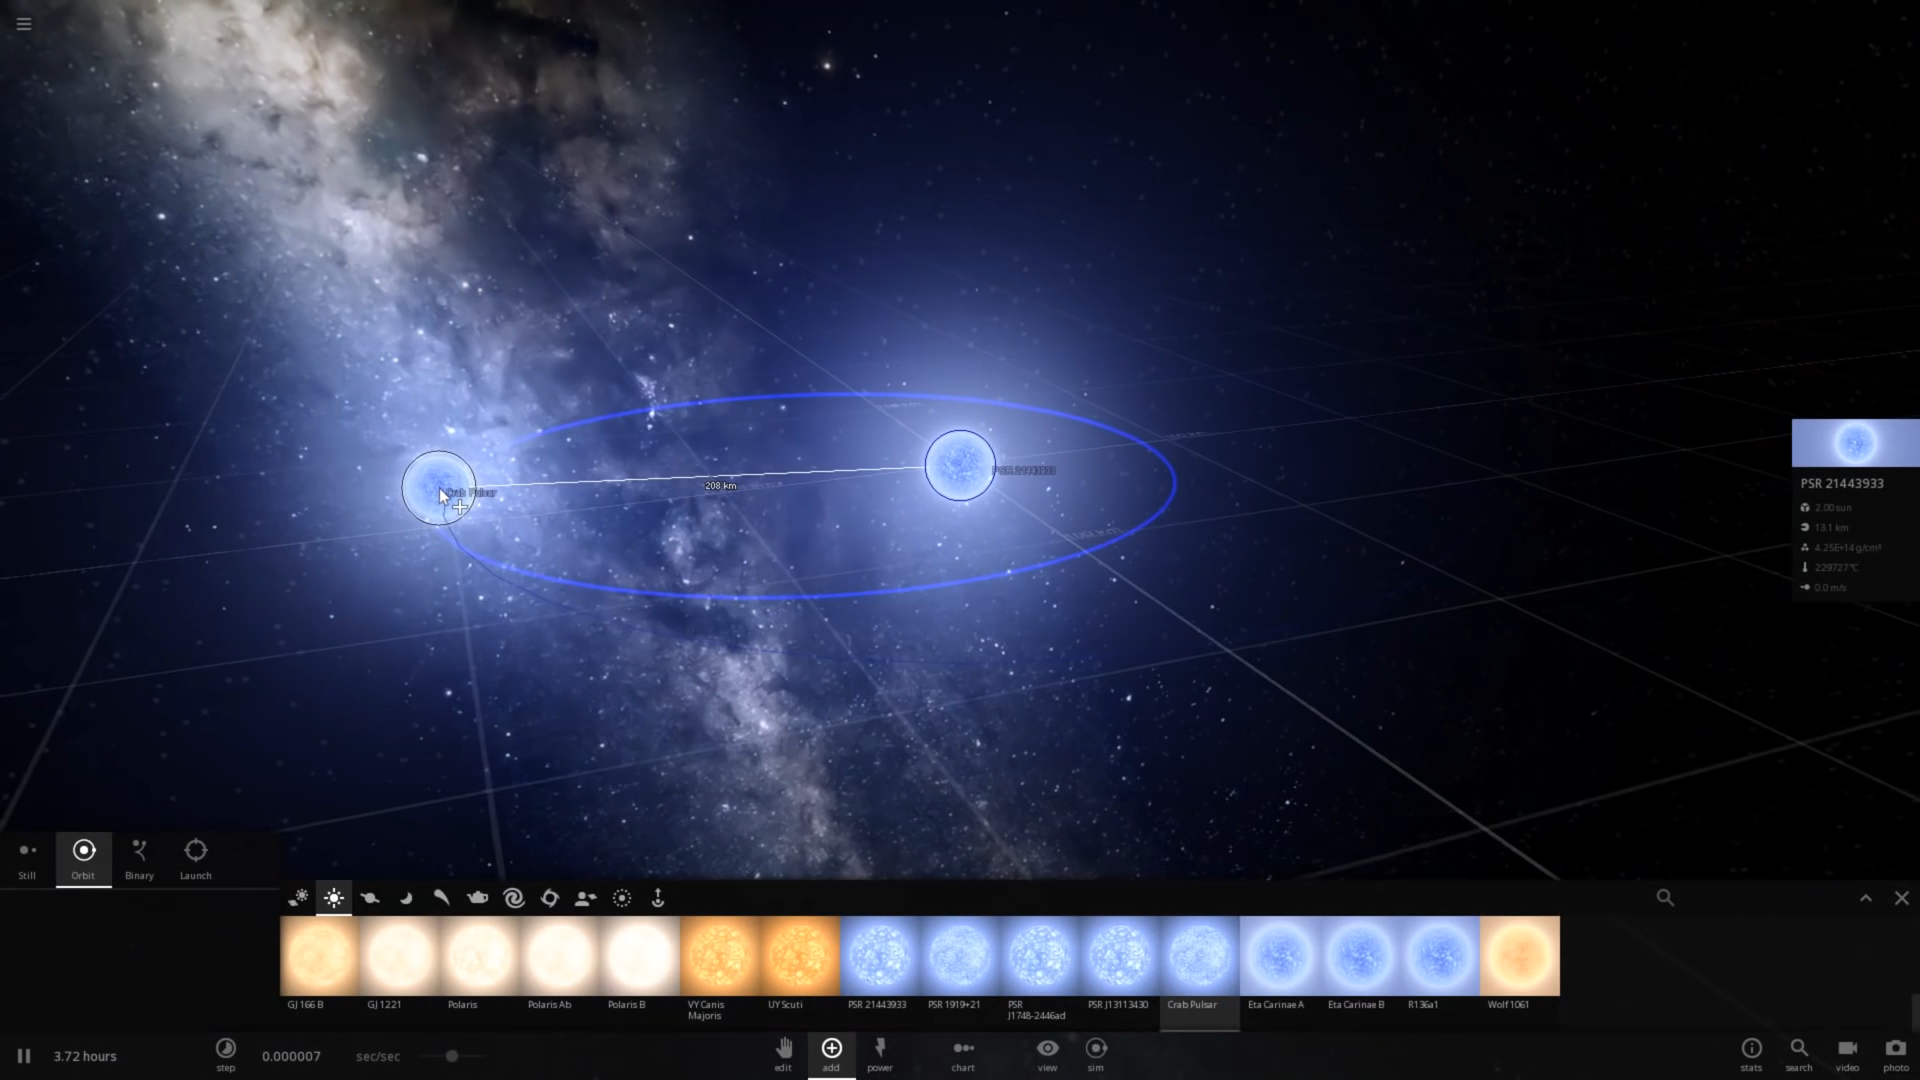 Crab Pulsar
PSR 21443933
208 km
PSR 21443933
2.00 sun
13.1 km
4.25E+14 g/cm³
229727°C
0.0 m/s
Still
Orbit
Binary
Launch
GJ 166 B
GJ 1221
Polaris
Polaris Ab
Polaris B
VY Canis
Majoris
UY Scuti
PSR 21443933
PSR 1919+21
PSR
J1748-2446ad
PSR J13113430
Crab Pulsar
Eta Carinae A
Eta Carinae B
R136a1
Wolf 1061
3.72 hours
step
0.000007
sec/sec
edit
add
power
chart
view
sim
stats
search
video
photo